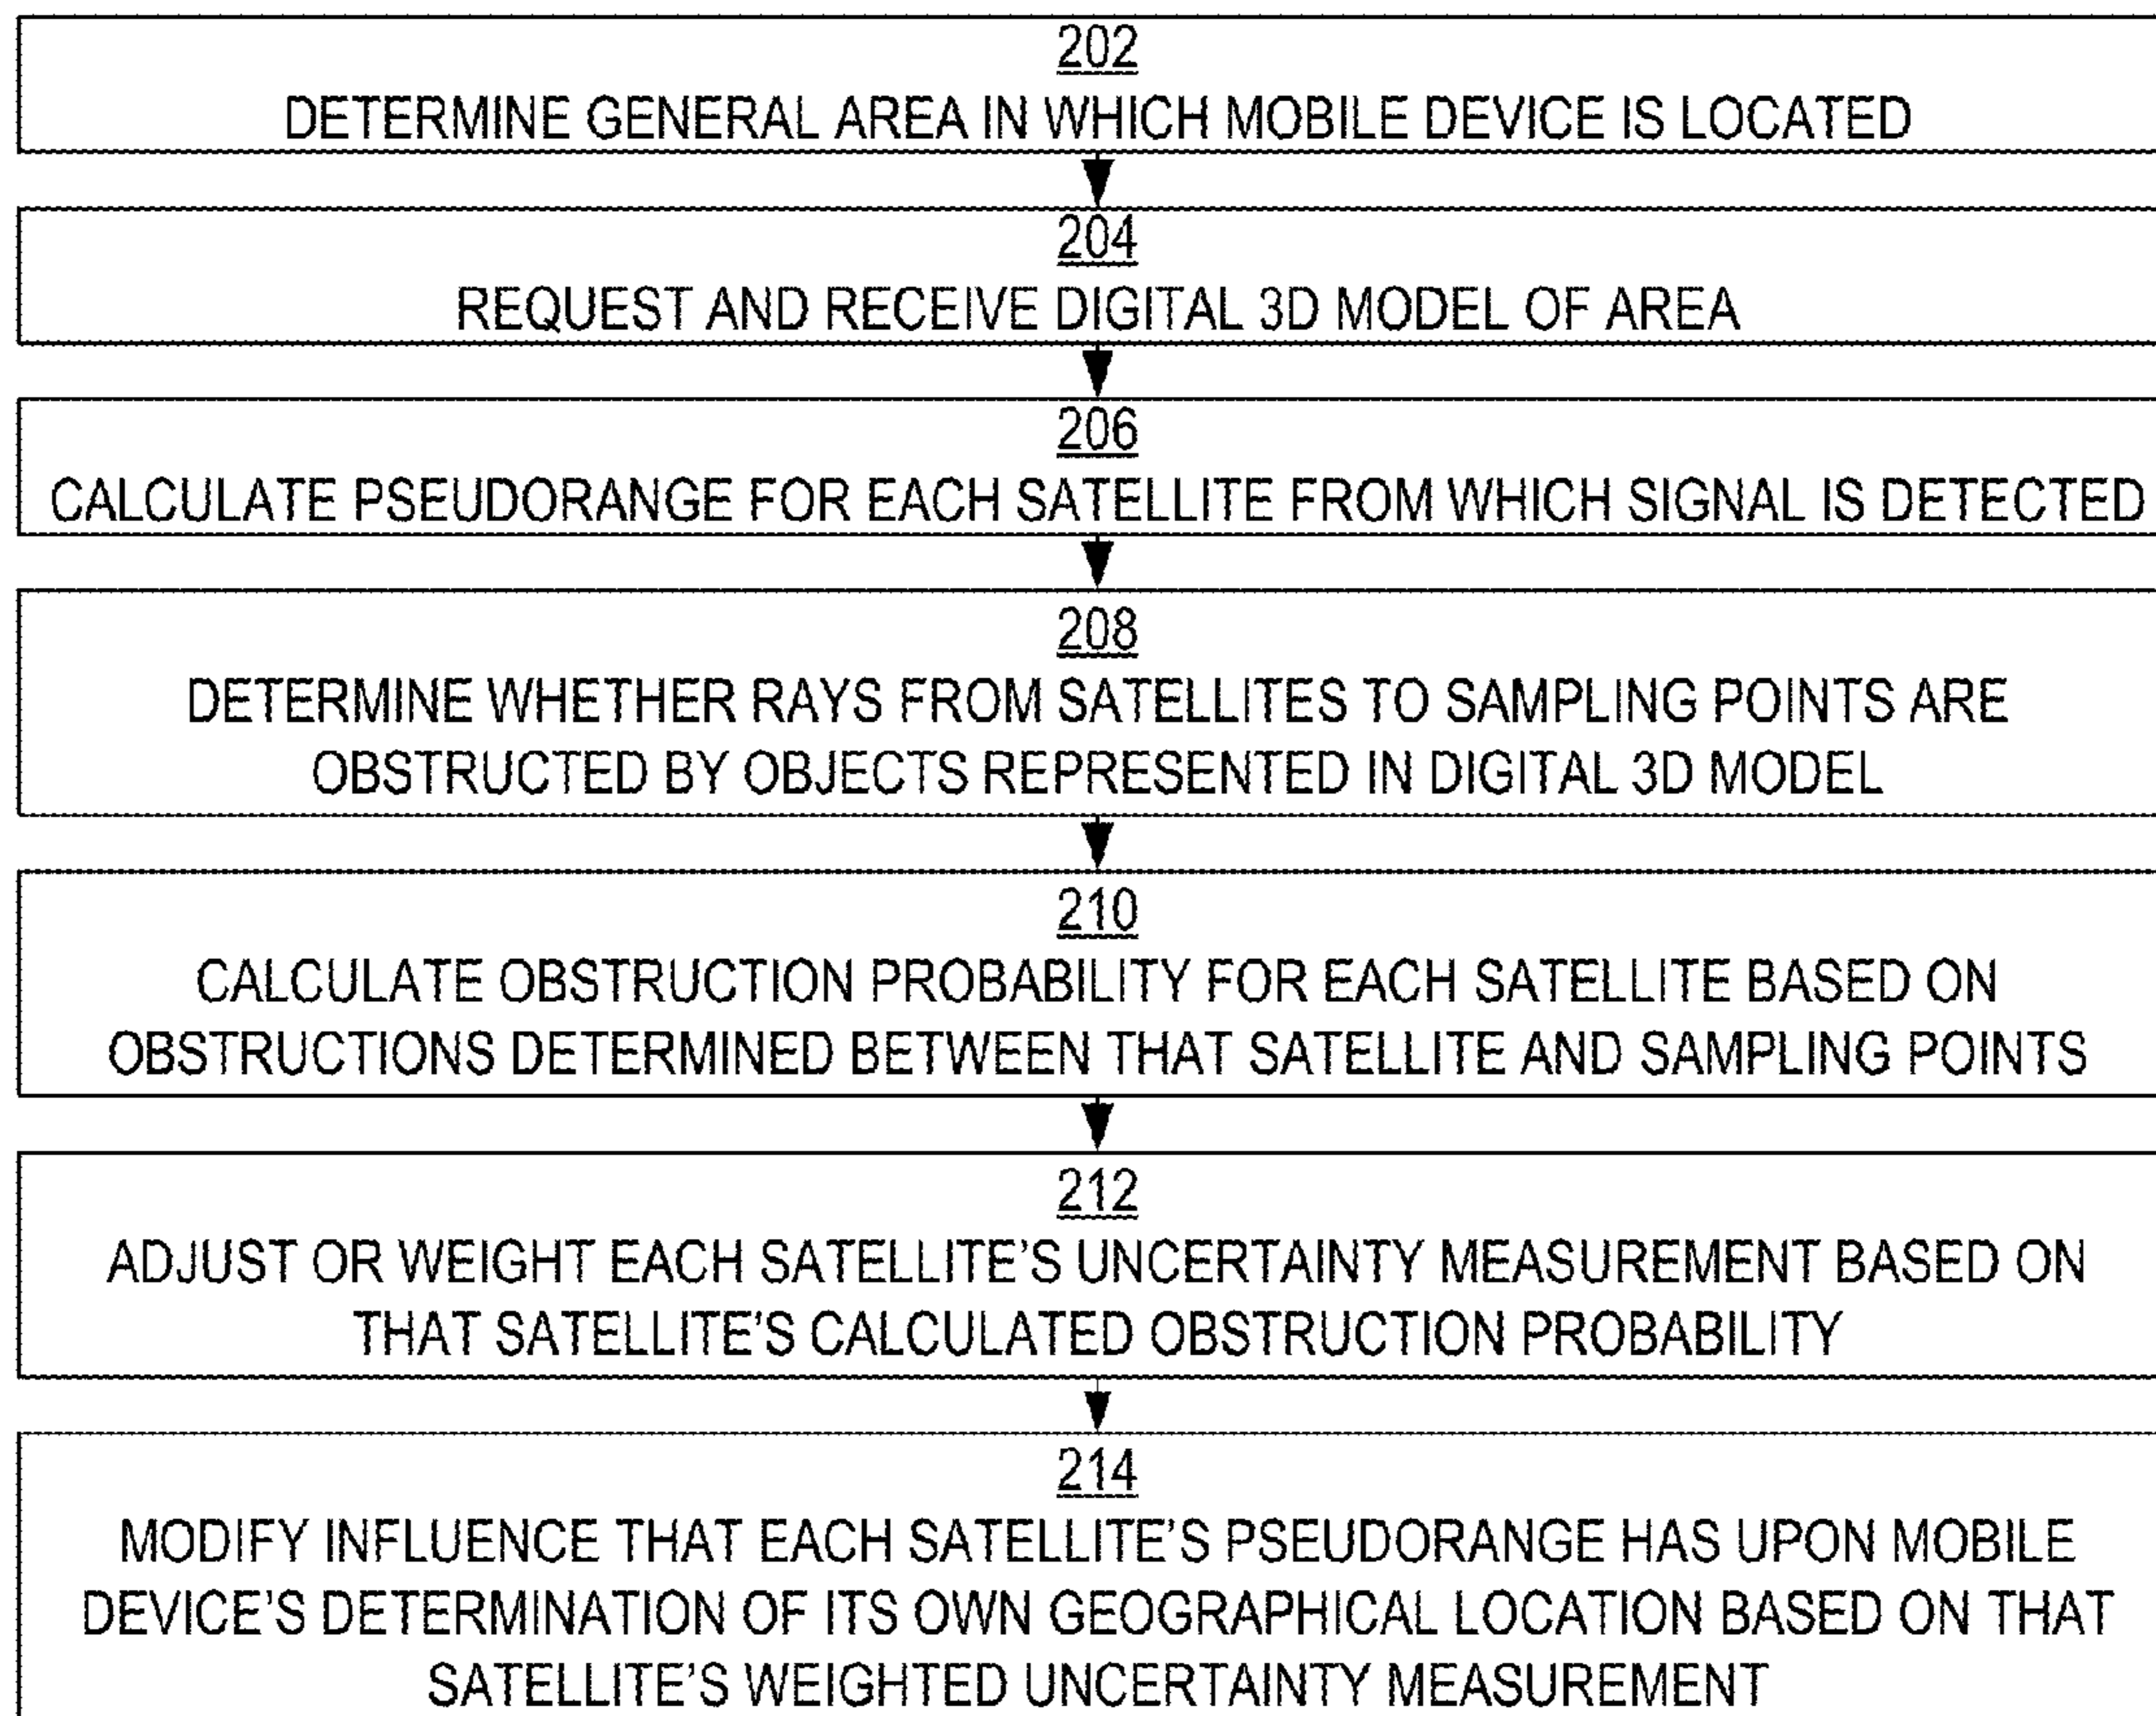 202
DETERMINE GENERAL AREA IN WHICH MOBILE DEVICE IS LOCATED
204
REQUEST AND RECEIVE DIGITAL 3D MODEL OF AREA
206
CALCULATE PSEUDORANGE FOR EACH SATELLITE FROM WHICH SIGNAL IS DETECTED
208
DETERMINE WHETHER RAYS FROM SATELLITES TO SAMPLING POINTS ARE
OBSTRUCTED BY OBJECTS REPRESENTED IN DIGITAL 3D MODEL
210
CALCULATE OBSTRUCTION PROBABILITY FOR EACH SATELLITE BASED ON
OBSTRUCTIONS DETERMINED BETWEEN THAT SATELLITE AND SAMPLING POINTS
212
ADJUST OR WEIGHT EACH SATELLITE'S UNCERTAINTY MEASUREMENT BASED ON
THAT SATELLITE'S CALCULATED OBSTRUCTION PROBABILITY
214
MODIFY INFLUENCE THAT EACH SATELLITE'S PSEUDORANGE HAS UPON MOBILE
DEVICE'S DETERMINATION OF ITS OWN GEOGRAPHICAL LOCATION BASED ON THAT
SATELLITE'S WEIGHTED UNCERTAINTY MEASUREMENT